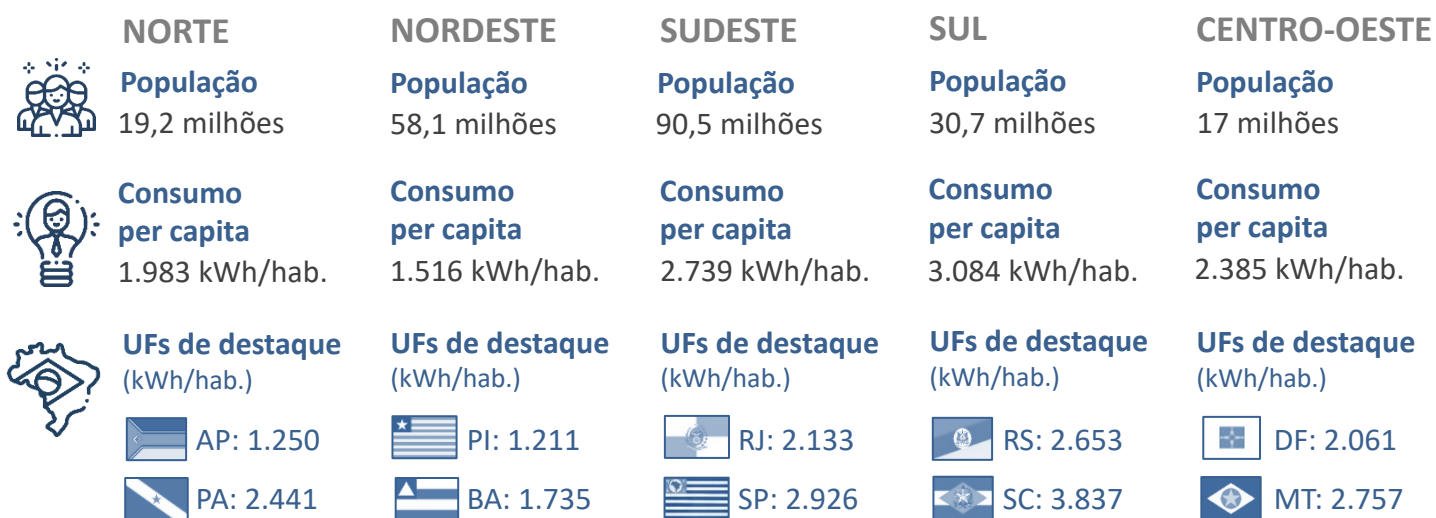 NORTE
População
19,2 milhões
Consumo
per capita
1.983 kWh/hab.
UFs de destaque
(kWh/hab.)
AP: 1.250
PA: 2.441
NORDESTE
População
58,1 milhões
Consumo
per capita
1.516 kWh/hab.
UFs de destaque
(kWh/hab.)
PI: 1.211
BA: 1.735
SUDESTE
População
90,5 milhões
Consumo
per capita
2.739 kWh/hab.
UFs de destaque
(kWh/hab.)
RJ: 2.133
SP: 2.926
SUL
População
30,7 milhões
Consumo
per capita
3.084 kWh/hab.
UFs de destaque
(kWh/hab.)
RS: 2.653
SC: 3.837
CENTRO-OESTE
População
17 milhões
Consumo
per capita
2.385 kWh/hab.
UFs de destaque
(kWh/hab.)
DF: 2.061
MT: 2.757